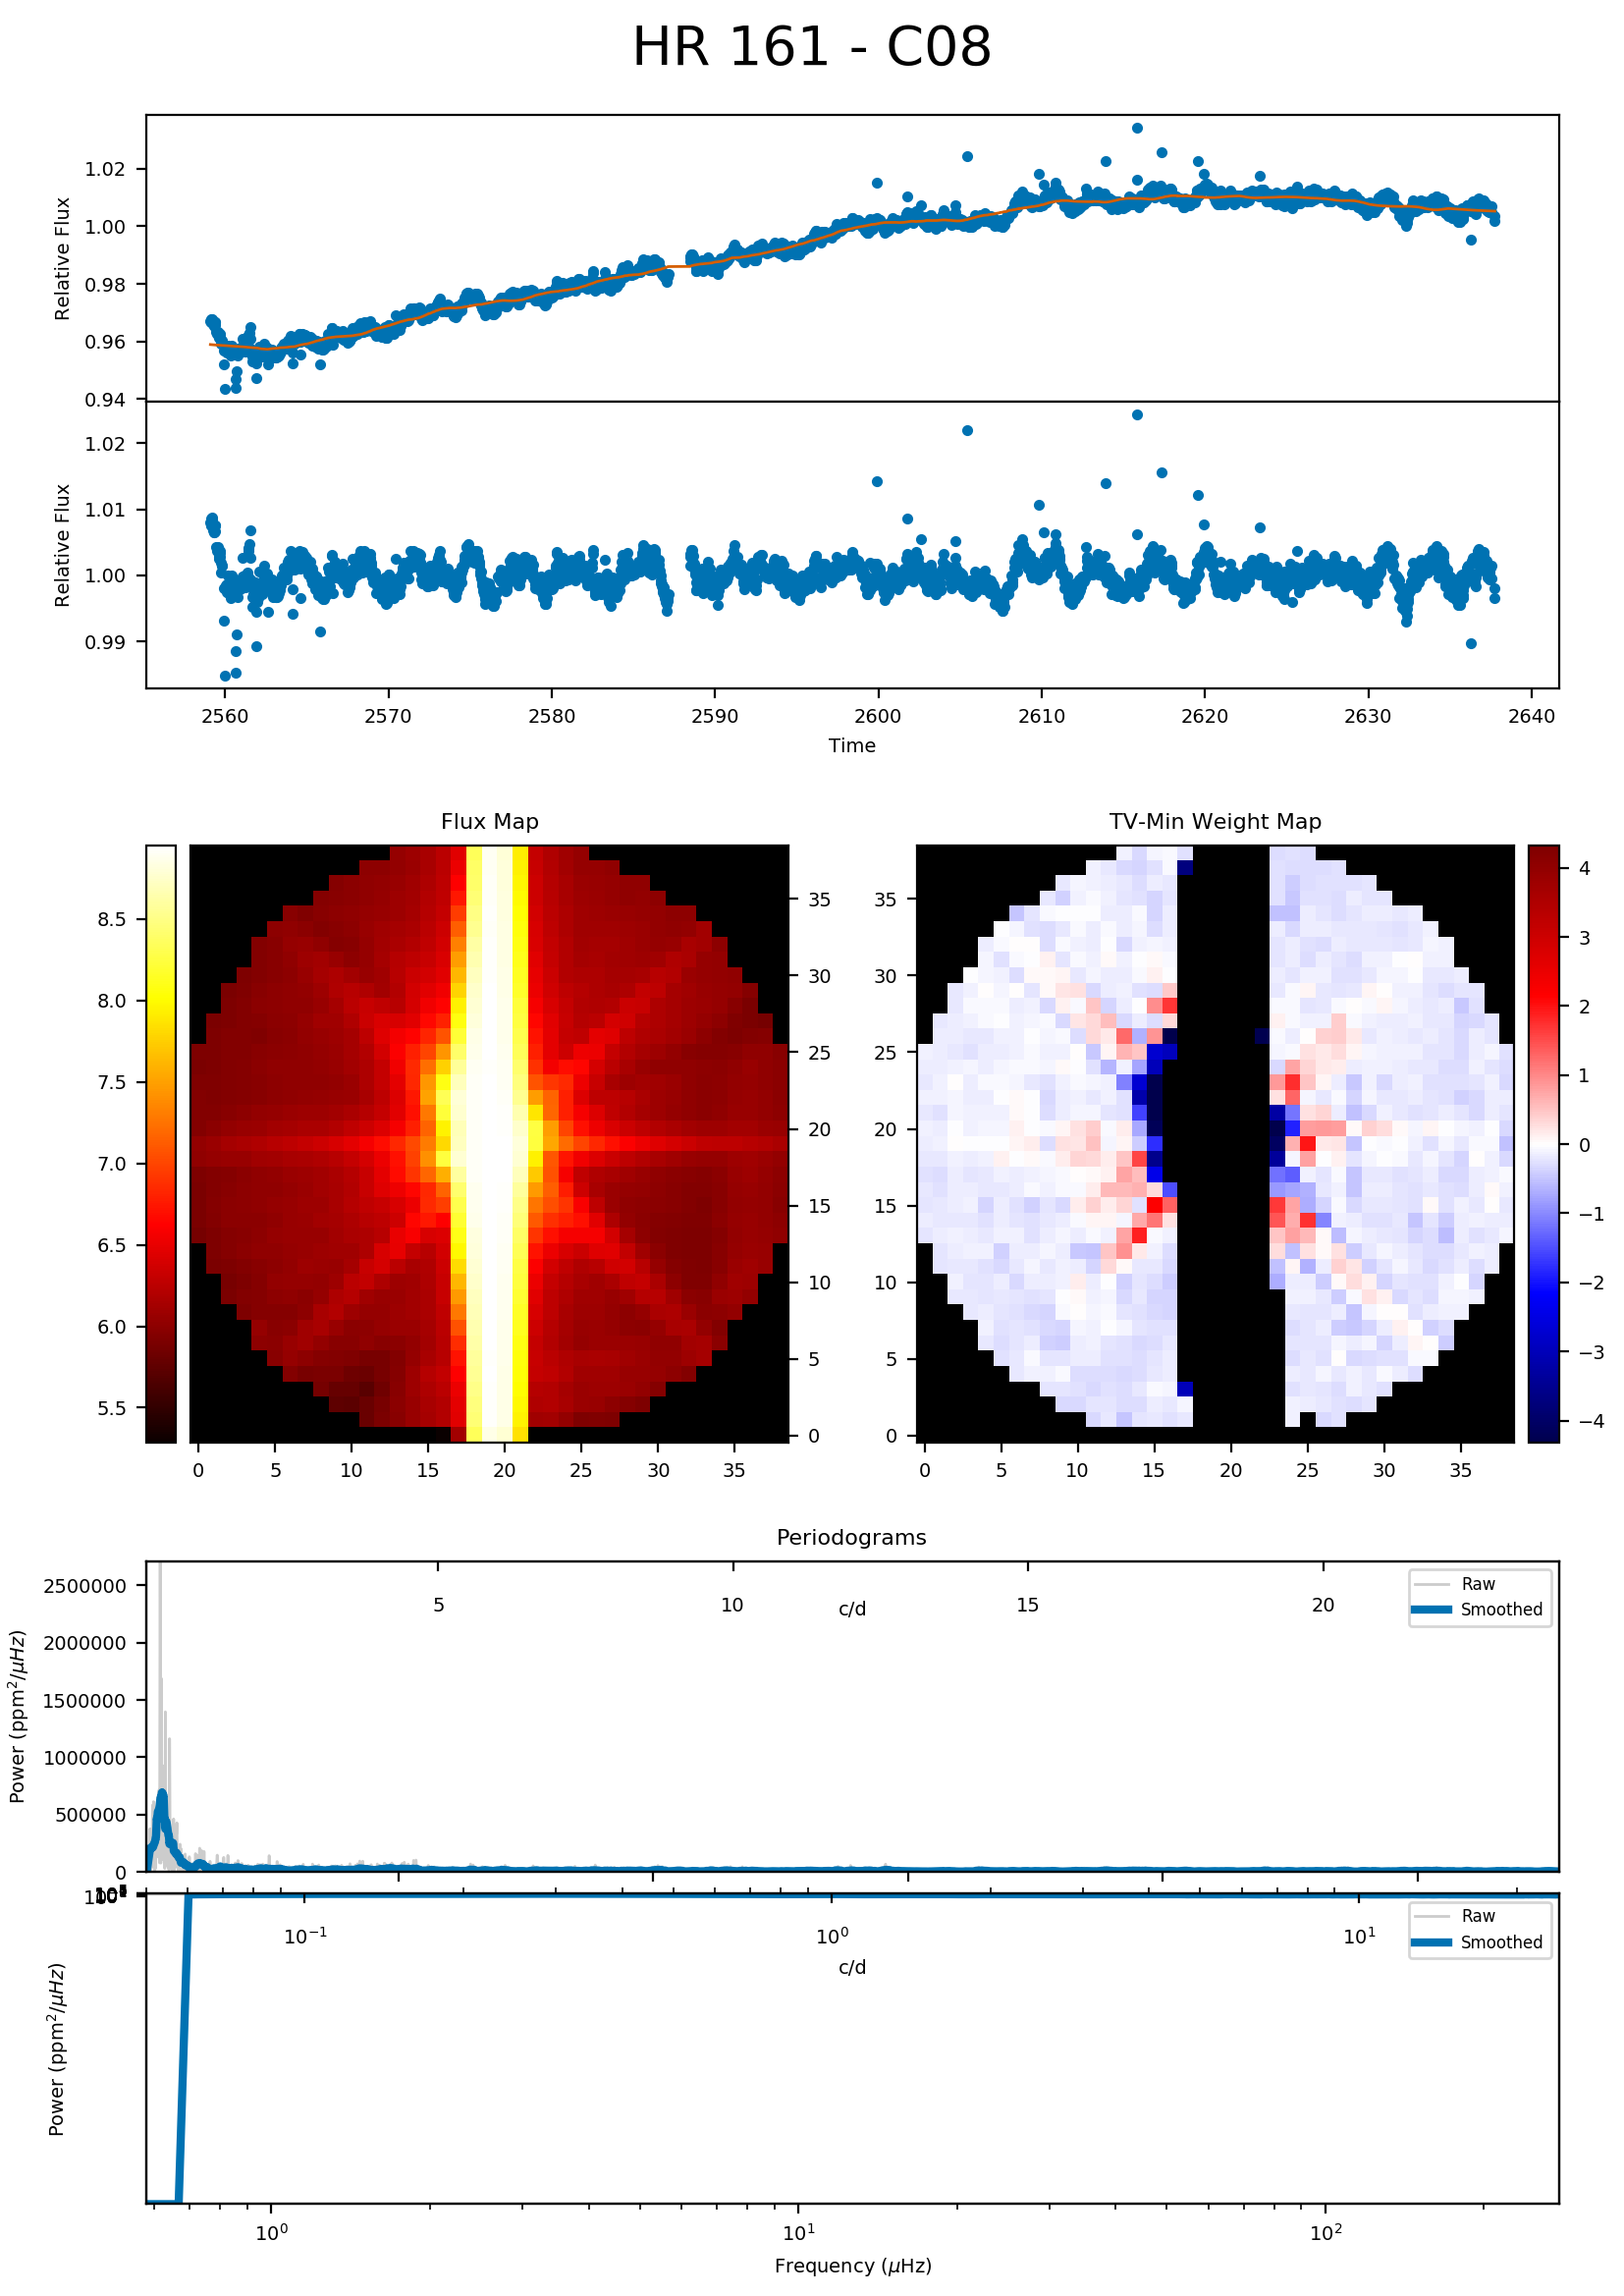 HR 161 - C08
Relative Flux
1.02
1.00
0.98
0.96
0.94
Relative Flux
1.02
1.01
1.00
0.99
2560 2570 2580 2590 2600 2610 2620 2630 2640
Time
Flux Map
8.5
8.0
7.5
7.0
6.5
6.0
5.5
35
30
25
20
15
10
5
0
0 5 10 15 20 25 30 35
TV-Min Weight Map
35
30
25
20
15
10
5
0
0 5 10 15 20 25 30 35
4
3
2
1
0
−1
−2
−3
−4
Periodograms
Power (ppm²/μHz)
2500000
2000000
1500000
1000000
500000
0
5 10 15 20
c/d
Raw
Smoothed
Power (ppm²/μHz)
10⁻¹ 10⁰ 10¹
c/d
Raw
Smoothed
10⁰ 10¹ 10²
Frequency (μHz)